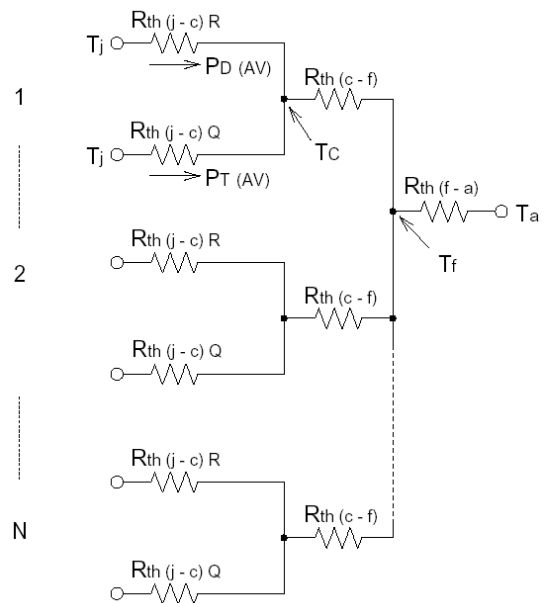 Rth (j - c) R
Tj
PD (AV)
Rth (c - f)
1
Rth (j - c) Q
TC
Tj
PT (AV)
Rth (f - a)
Ta
Tf
Rth (j - c) R
2
Rth (c - f)
Rth (j - c) Q
Rth (j - c) R
Rth (c - f)
N
Rth (j - c) Q